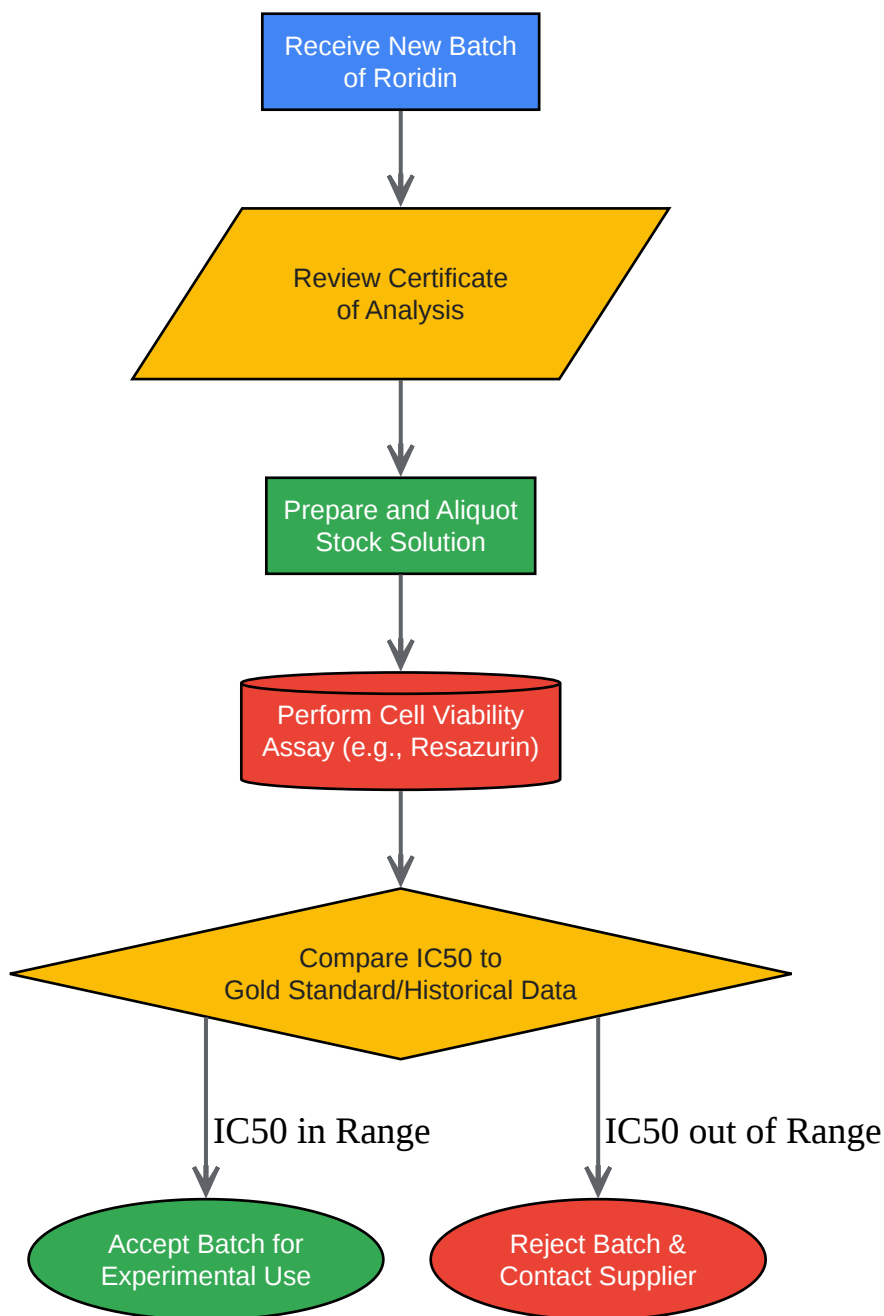 Receive New Batch
of Roridin
Review Certificate
of Analysis
Prepare and Aliquot
Stock Solution
Perform Cell Viability
Assay (e.g., Resazurin)
Compare IC50 to
Gold Standard/Historical Data
IC50 in Range
IC50 out of Range
Accept Batch for
Experimental Use
Reject Batch &
Contact Supplier